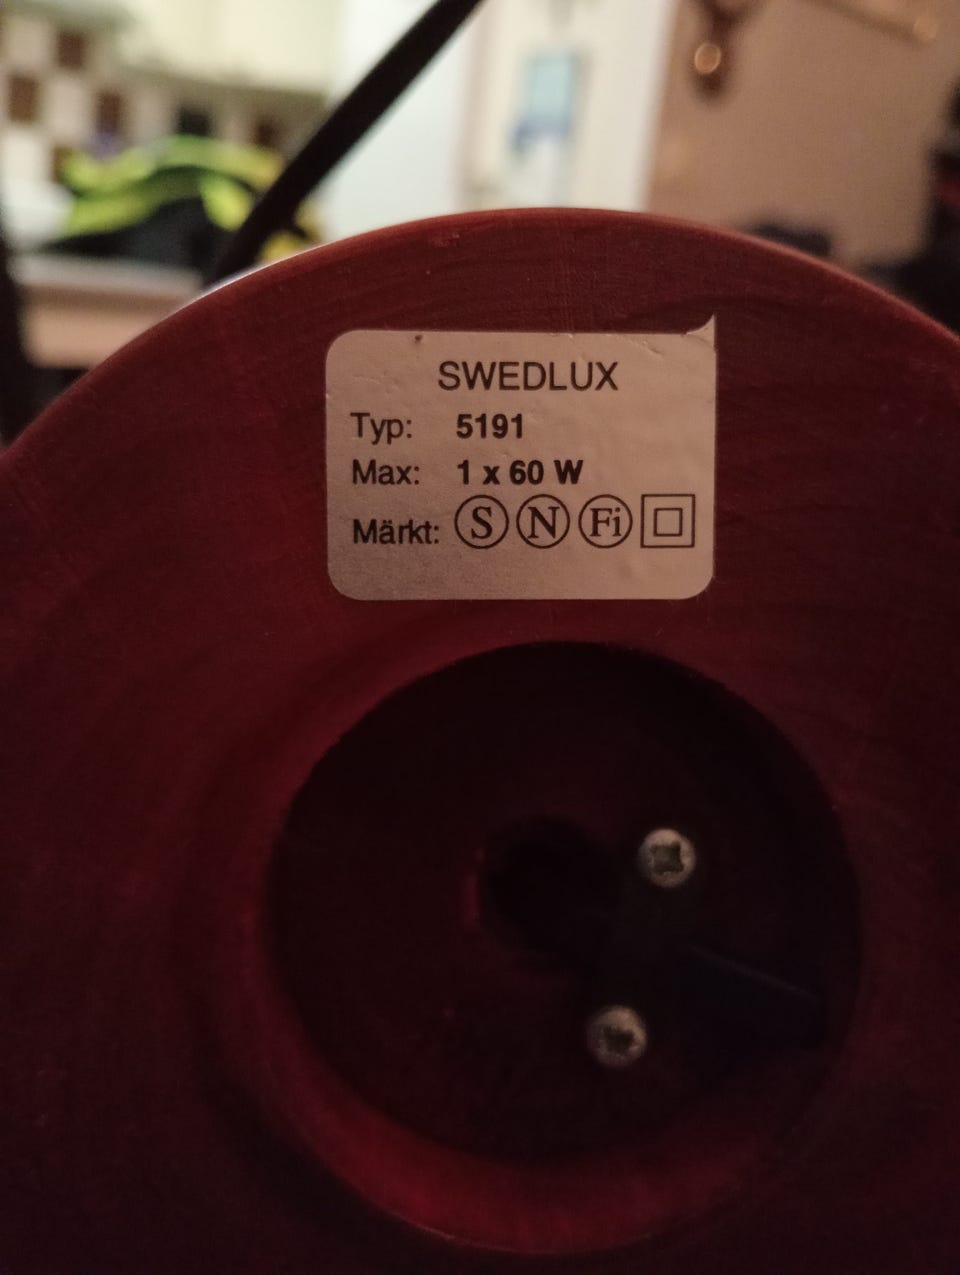 SWEDLUX
Typ: 5191
Max: 1 x 60 W
Märkt: S N Fi